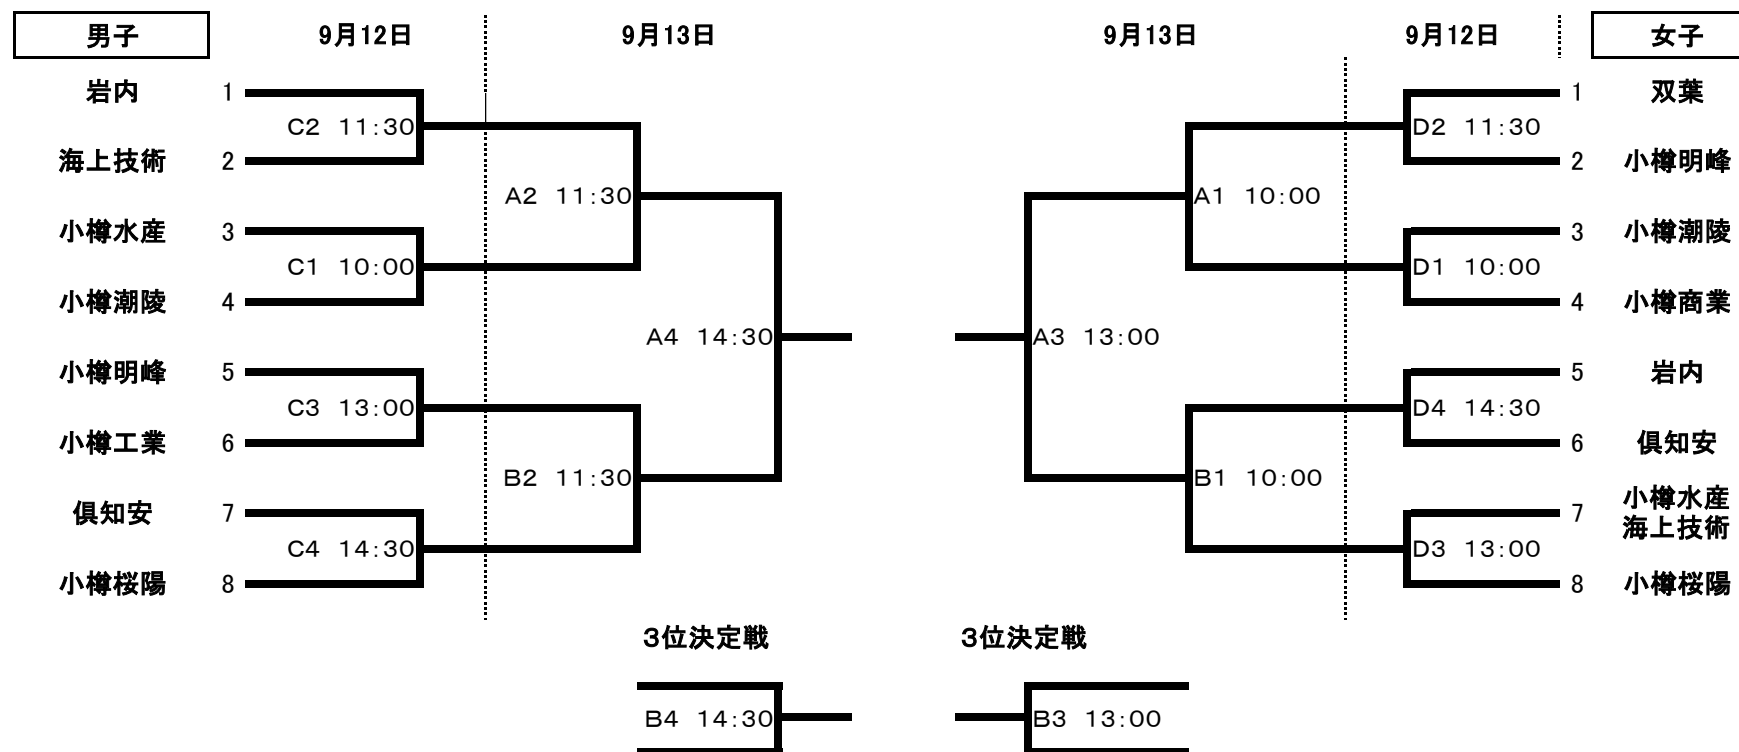 男子 9月12日 9月13日 9月13日 9月12日 女子
岩内 1 1 双葉
C2 11:30 D2 11:30
海上技術 2 2 小樽明峰
A2 11:30 A1 10:00
小樽水産 3 3 小樽潮陵
C1 10:00 D1 10:00
小樽潮陵 4 4 小樽商業
A4 14:30 A3 13:00
小樽明峰 5 5 岩内
C3 13:00 D4 14:30
小樽工業 6 6 倶知安
B2 11:30 B1 10:00
倶知安 7 7 小樽水産
海上技術
C4 14:30 D3 13:00
小樽桜陽 8 8 小樽桜陽
3位決定戦 3位決定戦
B4 14:30 B3 13:00